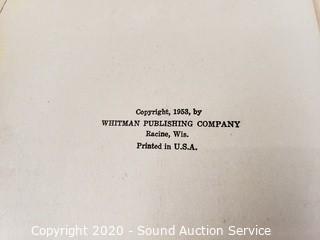 Copyright, 1953, by
WHITMAN PUBLISHING COMPANY
Racine, Wis.
Printed in U.S.A.
Copyright 2020 - Sound Auction Service